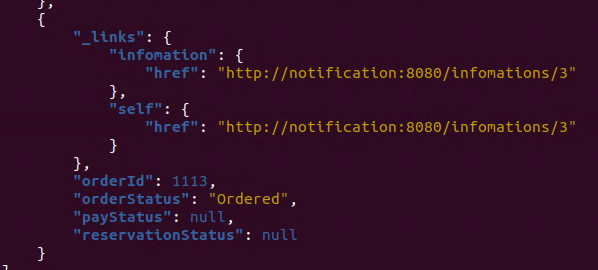 },
{
"_links": {
"infomation": {
"href": "http://notification:8080/infomations/3"
},
"self": {
"href": "http://notification:8080/infomations/3"
}
},
"orderId": 1113,
"orderStatus": "Ordered",
"payStatus": null,
"reservationStatus": null
}
]